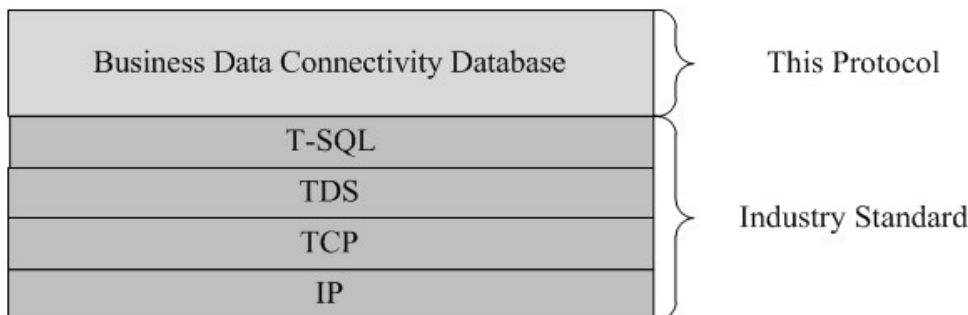 Business Data Connectivity Database
This Protocol
T-SQL
TDS
TCP
IP
Industry Standard